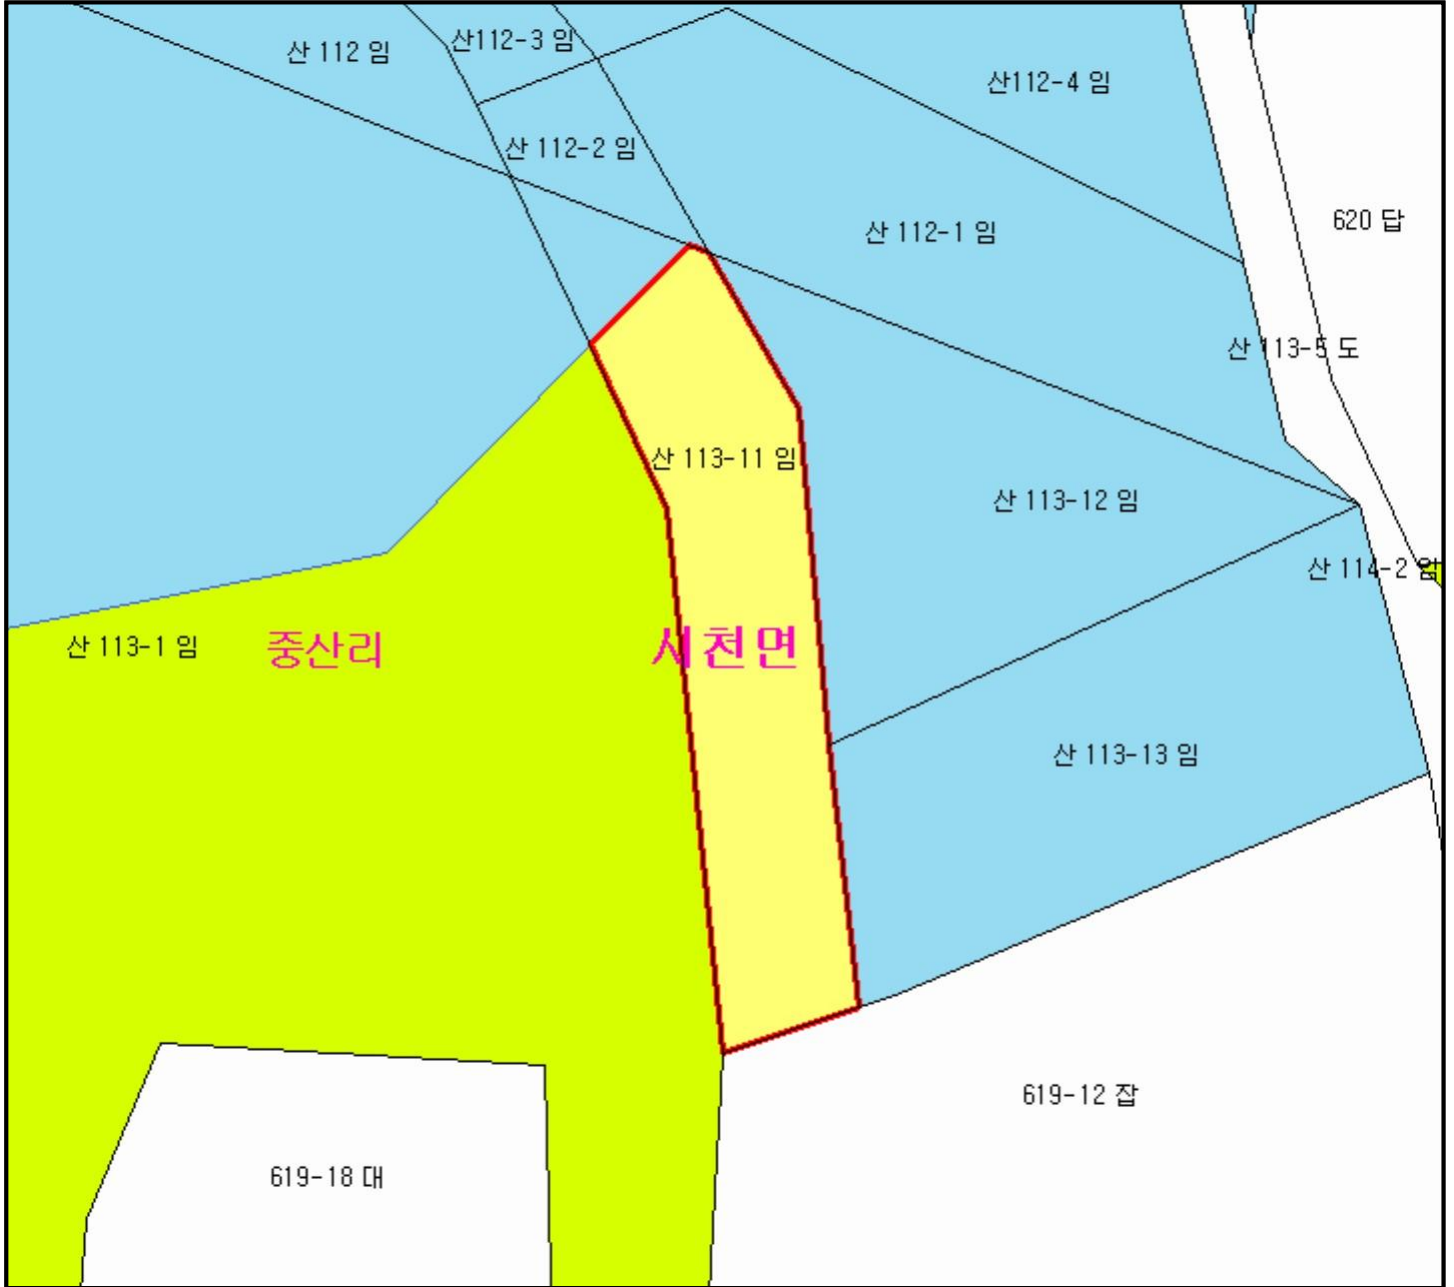 산 112 임
산112-3 임
산112-4 임
산 112-2 임
산 112-1 임
620 답
산 113-5 도
산 113-11 임
산 113-12 임
산 114-2 임
산 113-1 임
중산리
시천면
산 113-13 임
619-12 잡
619-18 대